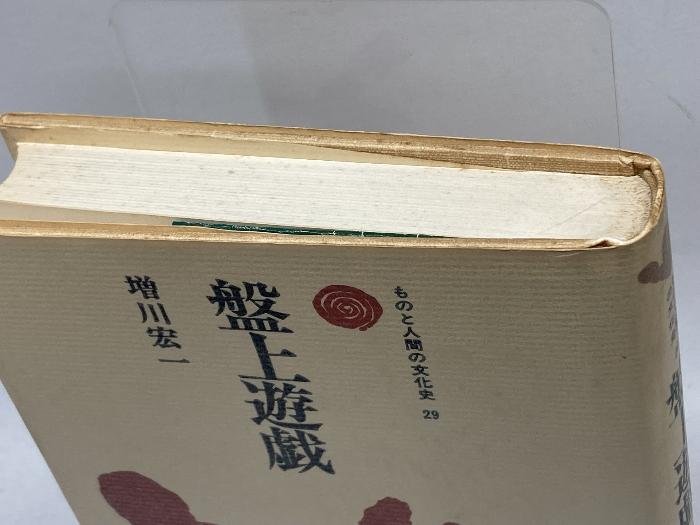 ものと人間の文化史 29
盤上遊戯
増川宏一